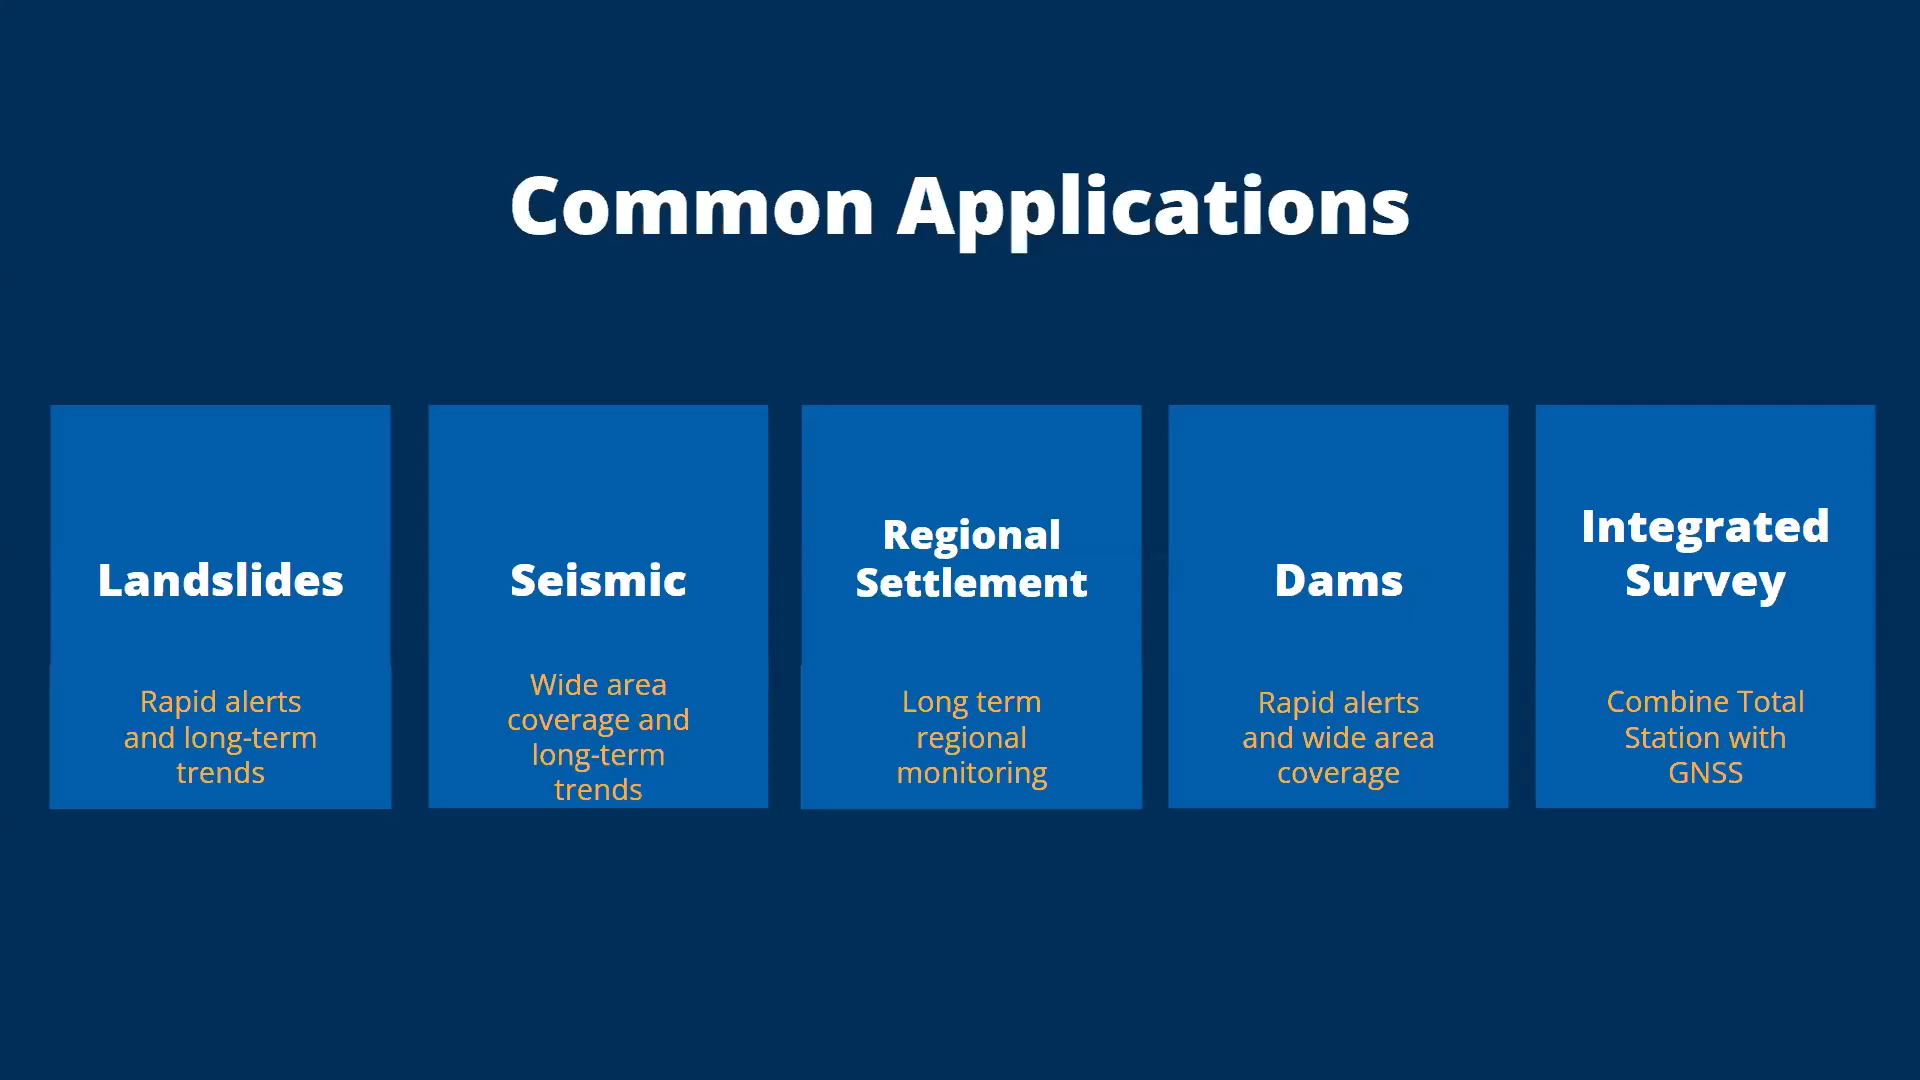 Common Applications
Landslides
Rapid alerts
and long-term
trends
Seismic
Wide area
coverage and
long-term
trends
Regional
Settlement
Long term
regional
monitoring
Dams
Rapid alerts
and wide area
coverage
Integrated
Survey
Combine Total
Station with
GNSS